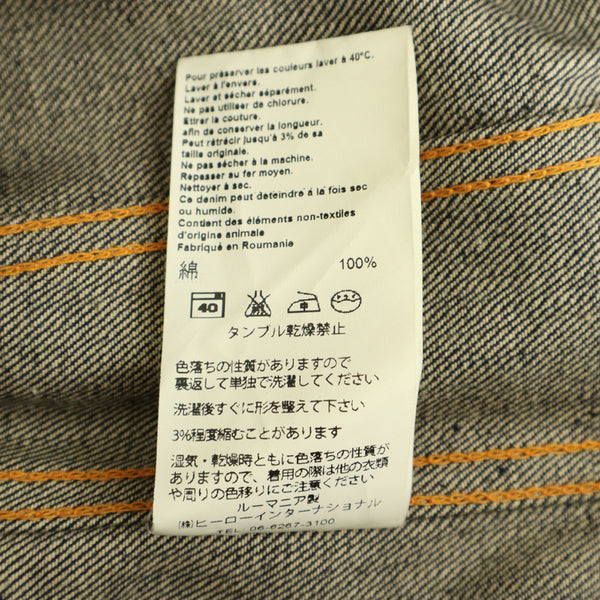 Pour préserver les couleurs laver à 40°C.
Laver à l'envers.
Laver et sécher séparément.
Ne pas utiliser de chlorure.
Etirer la couture.
afin de conserver la longueur.
Peut rétrécir jusqu'à 3% de sa
taille originale.
Ne pas sécher à la machine.
Repasser au fer moyen.
Nettoyer à sec.
Ce denim peut deteindre à la fois sec
ou humide.
Contient des éléments non-textiles
d'origine animale
Fabriqué en Roumanie
綿 100%
40 中
タンブル乾燥禁止
色落ちの性質がありますので
裏返して単独で洗濯してください
洗濯後すぐに形を整えて下さい
3%程度縮むことがあります
湿気・乾燥時ともに色落ちの性質が
ありますので、着用の際は他の衣類
や周りの色移りにご注意ください
ルーマニア製
(株)ヒーローインターナショナル
TEL 06-6267-3100